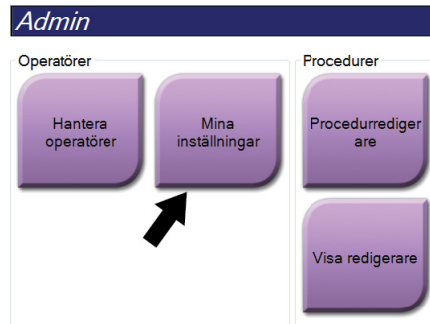 Admin
Operatörer
Hantera
operatörer
Mina
inställningar
Procedurer
Procedurrediger
are
Visa redigerare